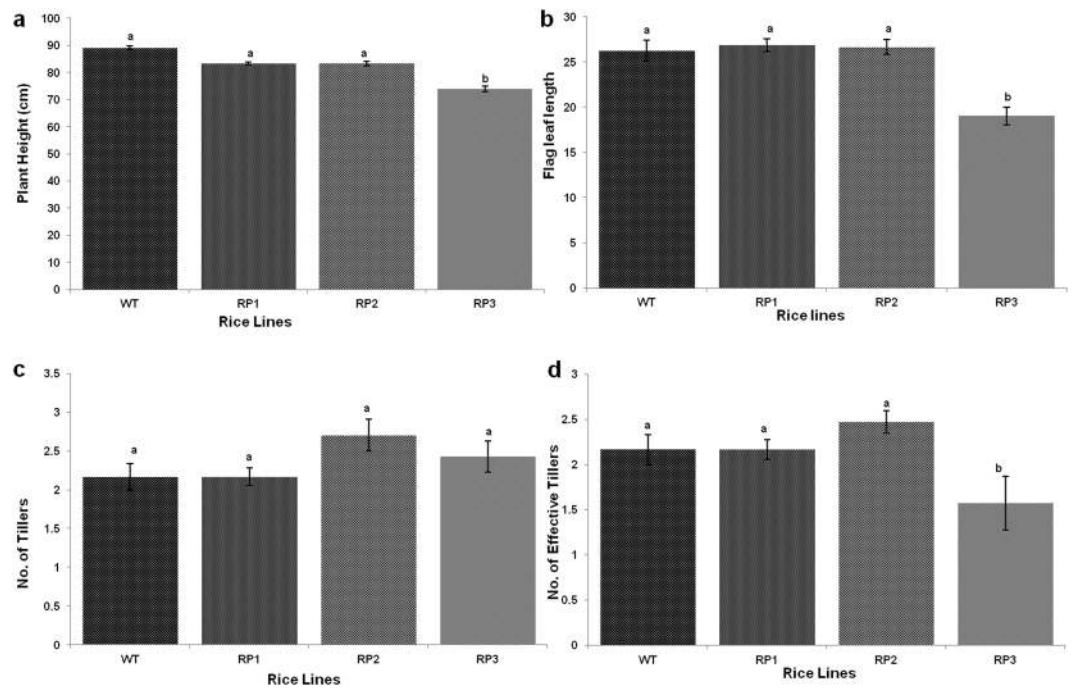 a
Plant Height (cm)
100
90
80
70
60
50
40
30
20
10
0
a
a
a
b
WT
RP1
RP2
RP3
Rice Lines
b
Flag leaf length
30
25
20
15
10
5
0
a
a
a
b
WT
RP1
RP2
RP3
Rice lines
c
No. of Tillers
3.5
3
2.5
2
1.5
1
0.5
0
a
a
a
a
WT
RP1
RP2
RP3
Rice Lines
d
No. of Effective Tillers
3
2.5
2
1.5
1
0.5
0
a
a
a
b
WT
RP1
RP2
RP3
Rice Lines